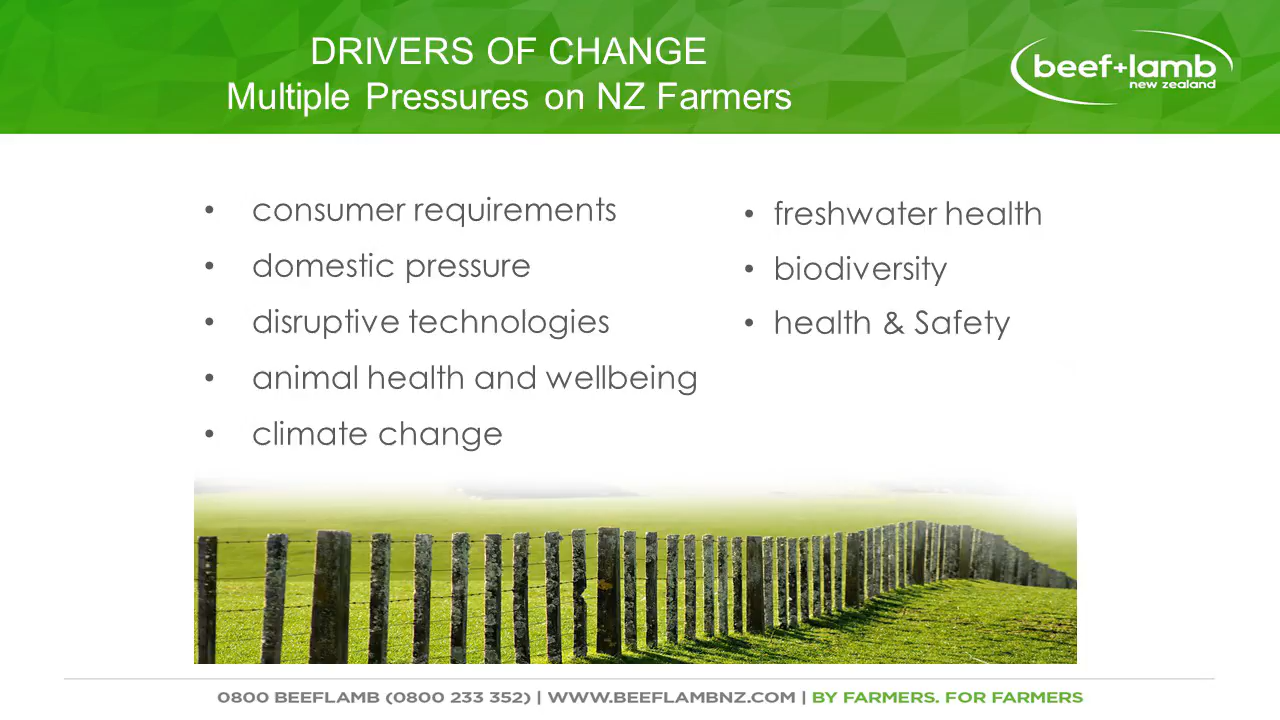 DRIVERS OF CHANGE
Multiple Pressures on NZ Farmers
beef+lamb
new zealand
• consumer requirements
• domestic pressure
• disruptive technologies
• animal health and wellbeing
• climate change
• freshwater health
• biodiversity
• health & Safety
0800 BEEFLAMB (0800 233 352) | WWW.BEEFLAMBNZ.COM | BY FARMERS. FOR FARMERS